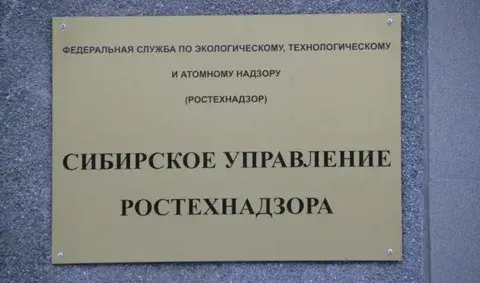 ФЕДЕРАЛЬНАЯ СЛУЖБА ПО ЭКОЛОГИЧЕСКОМУ, ТЕХНОЛОГИЧЕСКОМУ
И АТОМНОМУ НАДЗОРУ
(РОСТЕХНАДЗОР)
СИБИРСКОЕ УПРАВЛЕНИЕ
РОСТЕХНАДЗОРА